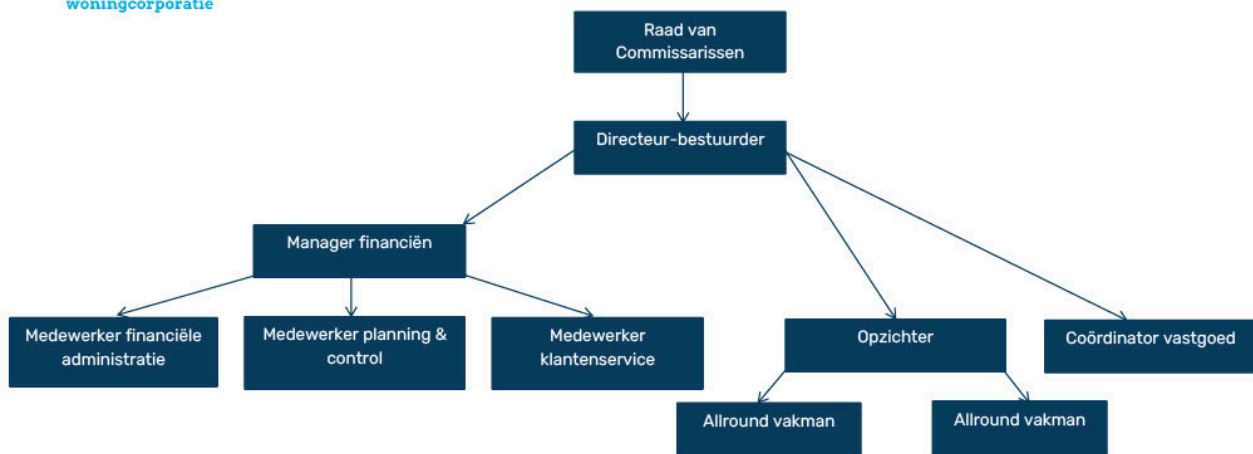 woningcorporatie
Raad van
Commissarissen
Directeur-bestuurder
Manager financiën
Medewerker financiële
administratie
Medewerker planning &
control
Medewerker
klantenservice
Opzichter
Coördinator vastgoed
Allround vakman
Allround vakman